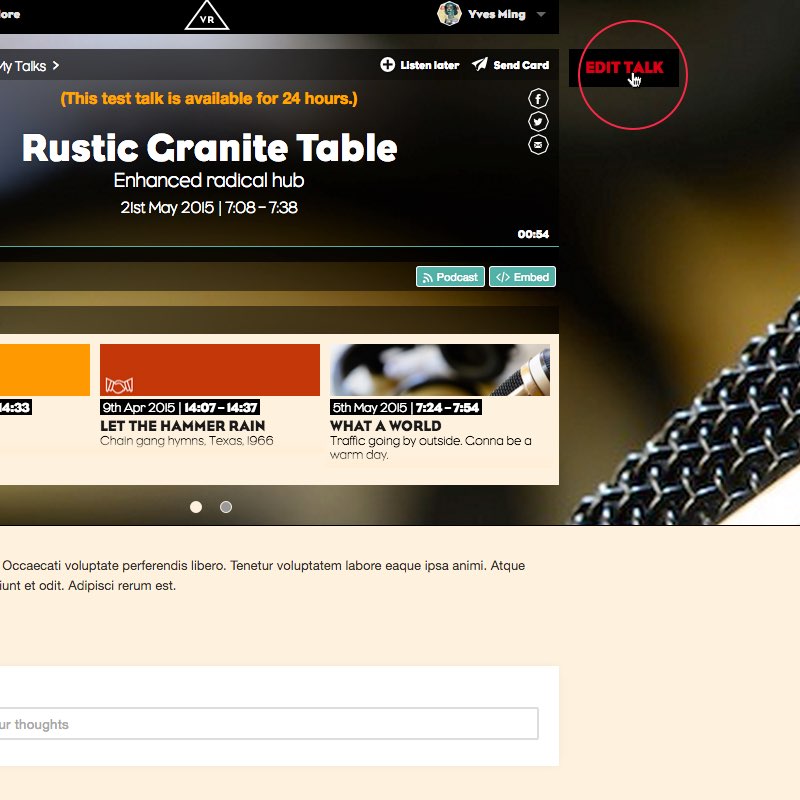 ore
VR
Yves Ming
My Talks >
Listen later
Send Card
EDIT TALK
(This test talk is available for 24 hours.)
Rustic Granite Table
Enhanced radical hub
21st May 2015 | 7:08 – 7:38
00:54
Podcast
</> Embed
14:33
9th Apr 2015 | 14:07 – 14:37
LET THE HAMMER RAIN
Chain gang hymns, Texas, 1966
5th May 2015 | 7:24 – 7:54
WHAT A WORLD
Traffic going by outside. Gonna be a
warm day.
Occaecati voluptate perferendis libero. Tenetur voluptatem labore eaque ipsa animi. Atque
iunt et odit. Adipisci rerum est.
ur thoughts